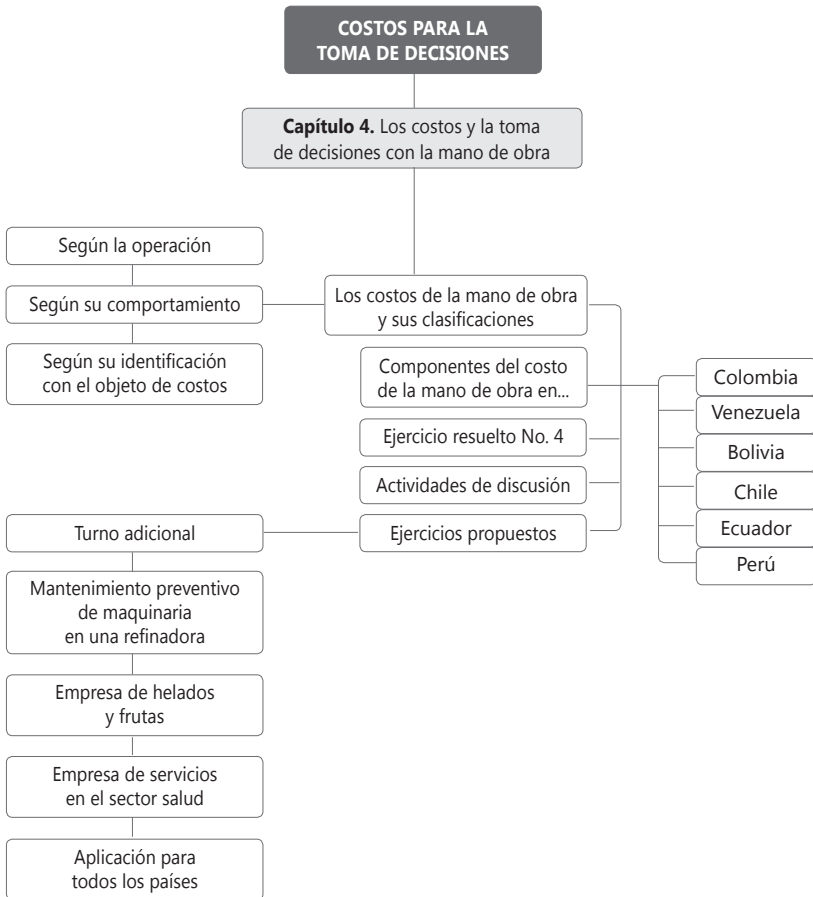 COSTOS PARA LA
TOMA DE DECISIONES
Capítulo 4. Los costos y la toma
de decisiones con la mano de obra
Según la operación
Según su comportamiento
Según su identificación
con el objeto de costos
Los costos de la mano de obra
y sus clasificaciones
Componentes del costo
de la mano de obra en...
Ejercicio resuelto No. 4
Actividades de discusión
Ejercicios propuestos
Colombia
Venezuela
Bolivia
Chile
Ecuador
Perú
Turno adicional
Mantenimiento preventivo
de maquinaria
en una refinadora
Empresa de helados
y frutas
Empresa de servicios
en el sector salud
Aplicación para
todos los países